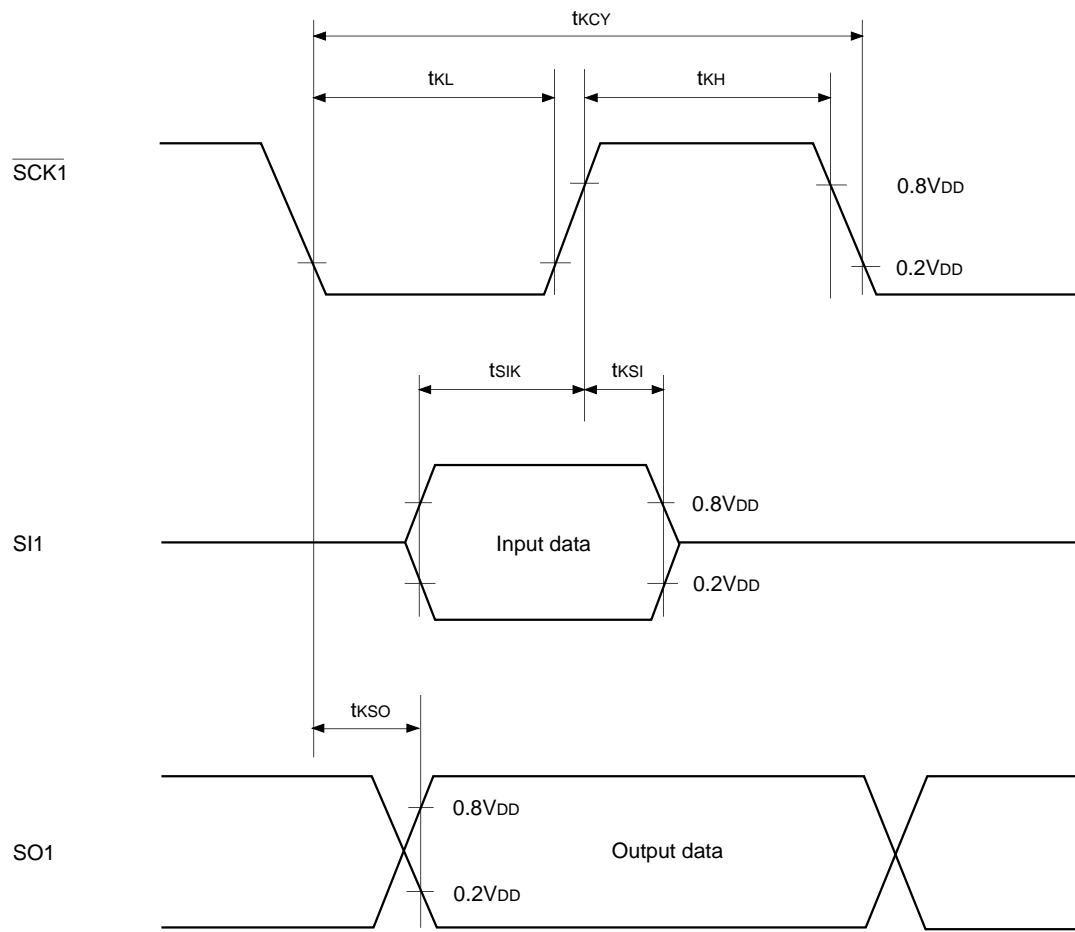 tKCY
tKL
tKH
SCK1
0.8VDD
0.2VDD
tSIK
tKSI
0.8VDD
SI1
Input data
0.2VDD
tKSO
0.8VDD
SO1
Output data
0.2VDD